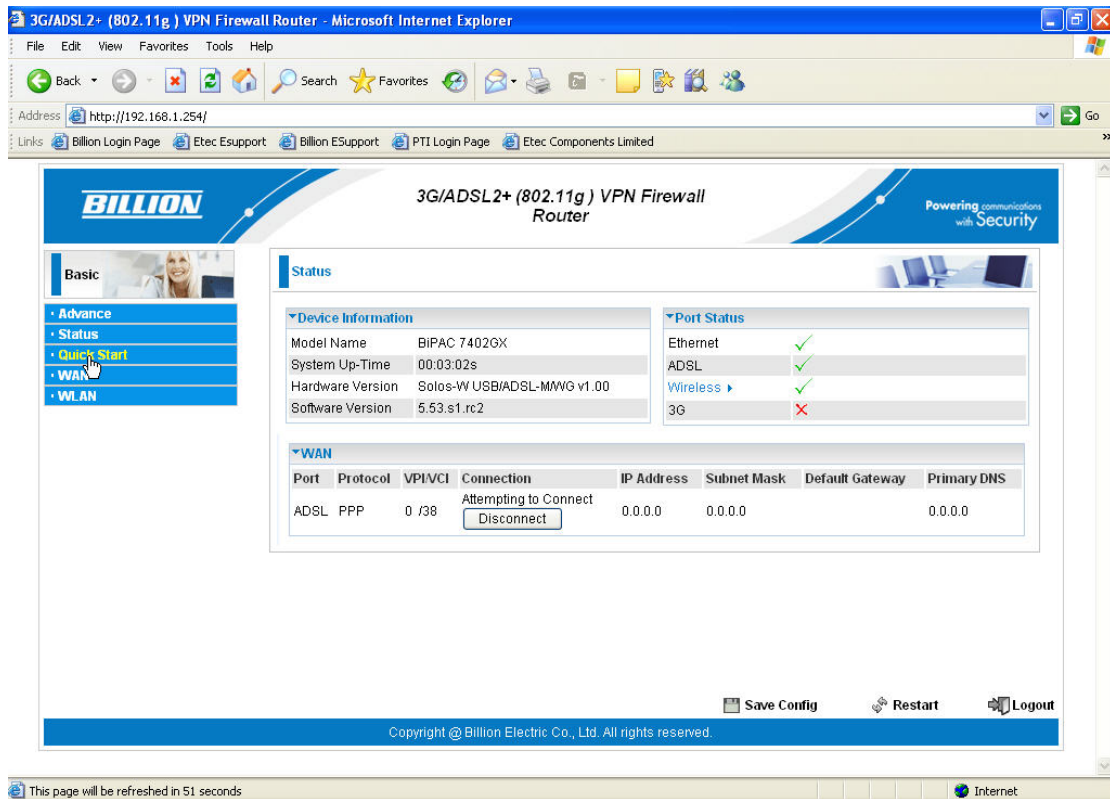 3G/ADSL2+ (802.11g ) VPN Firewall Router - Microsoft Internet Explorer
File Edit View Favorites Tools Help
Back Search Favorites
Address http://192.168.1.254/ Go
Links Billion Login Page Etec Esupport Billion ESupport PTI Login Page Etec Components Limited »
BILLION
3G/ADSL2+ (802.11g ) VPN Firewall
Router
Powering communications
with Security
Basic
Advance
Status
Quick Start
WAN
WLAN
Status
Device Information
Model Name BiPAC 7402GX
System Up-Time 00:03:02s
Hardware Version Solos-W USB/ADSL-M/WG v1.00
Software Version 5.53.s1.rc2
Port Status
Ethernet
ADSL
Wireless
3G
WAN
Port Protocol VPI/VCI Connection IP Address Subnet Mask Default Gateway Primary DNS
ADSL PPP 0 /38 Attempting to Connect 0.0.0.0 0.0.0.0 0.0.0.0
Disconnect
Save Config Restart Logout
Copyright @ Billion Electric Co., Ltd. All rights reserved.
This page will be refreshed in 51 seconds Internet